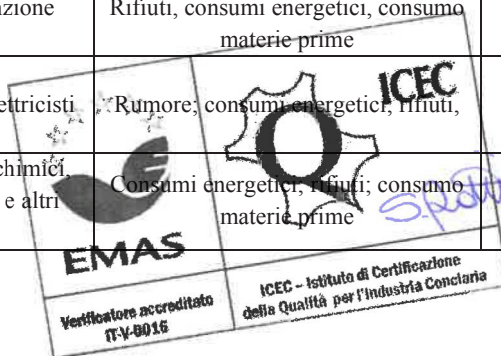 azione
Rifiuti, consumi energetici, consumo
materie prime
ettricisti
Rumore; consumi energetici; rifiuti,
chimici,
e altri
Consumi energetici; rifiuti; consumo
materie prime
ICEC
EMAS
Verificatore accreditato
IT-V-0016
ICEC – Istituto di Certificazione
della Qualità per l'Industria Conciaria